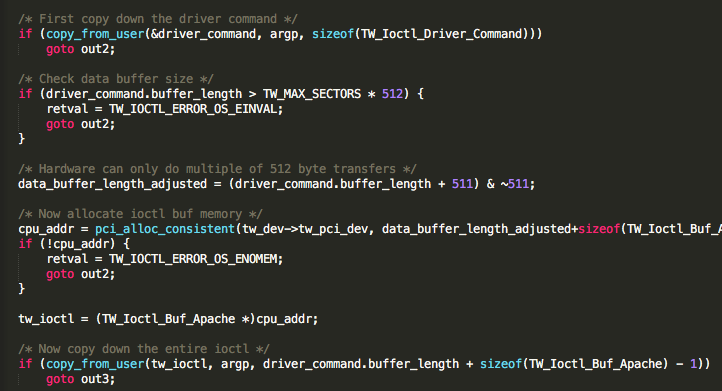 /* First copy down the driver command */
if (copy_from_user(&driver_command, argp, sizeof(TW_Ioctl_Driver_Command)))
goto out2;
/* Check data buffer size */
if (driver_command.buffer_length > TW_MAX_SECTORS * 512) {
retval = TW_IOCTL_ERROR_OS_EINVAL;
goto out2;
}
/* Hardware can only do multiple of 512 byte transfers */
data_buffer_length_adjusted = (driver_command.buffer_length + 511) & ~511;
/* Now allocate ioctl buf memory */
cpu_addr = pci_alloc_consistent(tw_dev->tw_pci_dev, data_buffer_length_adjusted+sizeof(TW_Ioctl_Buf_A
if (!cpu_addr) {
retval = TW_IOCTL_ERROR_OS_ENOMEM;
goto out2;
}
tw_ioctl = (TW_Ioctl_Buf_Apache *)cpu_addr;
/* Now copy down the entire ioctl */
if (copy_from_user(tw_ioctl, argp, driver_command.buffer_length + sizeof(TW_Ioctl_Buf_Apache) - 1))
goto out3;